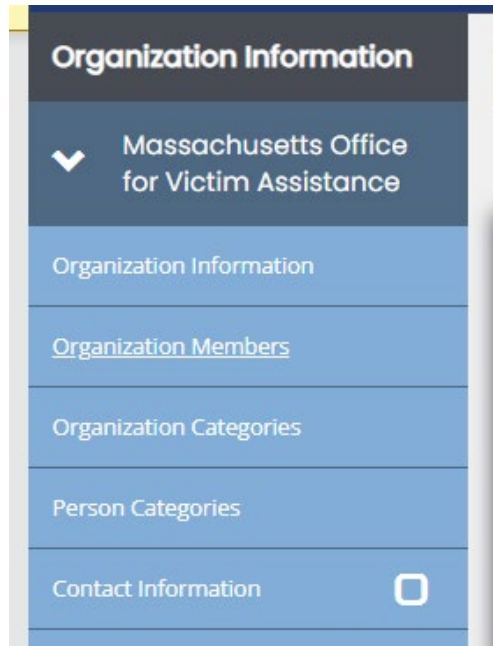 Organization Information
Massachusetts Office
for Victim Assistance
Organization Information
Organization Members
Organization Categories
Person Categories
Contact Information